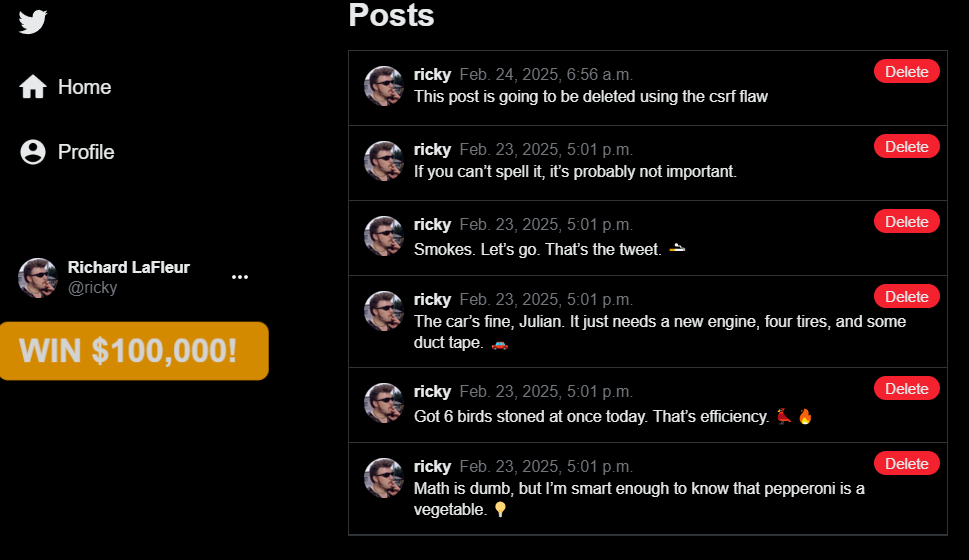 Posts
Home
Profile
Richard LaFleur
@ricky
WIN $100,000!
ricky Feb. 24, 2025, 6:56 a.m.
Delete
This post is going to be deleted using the csrf flaw
ricky Feb. 23, 2025, 5:01 p.m.
Delete
If you can’t spell it, it’s probably not important.
ricky Feb. 23, 2025, 5:01 p.m.
Delete
Smokes. Let’s go. That’s the tweet. 🚬
ricky Feb. 23, 2025, 5:01 p.m.
Delete
The car’s fine, Julian. It just needs a new engine, four tires, and some
duct tape. 🚗
ricky Feb. 23, 2025, 5:01 p.m.
Delete
Got 6 birds stoned at once today. That’s efficiency. 🐦 🔥
ricky Feb. 23, 2025, 5:01 p.m.
Delete
Math is dumb, but I’m smart enough to know that pepperoni is a
vegetable. 💡